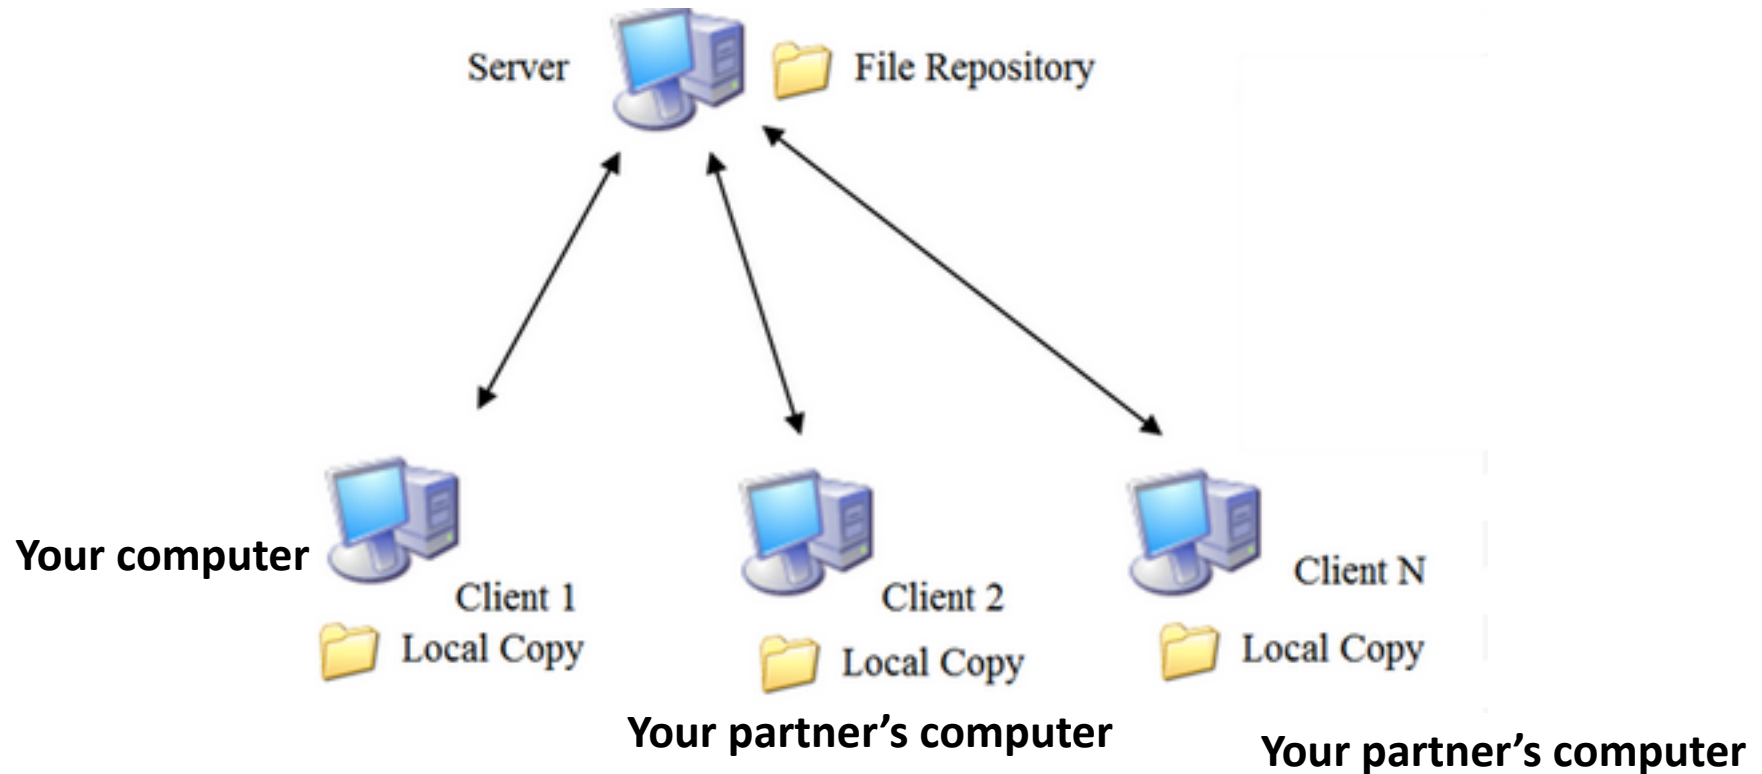 Server
File Repository
Your computer
Client 1
Local Copy
Client 2
Local Copy
Your partner's computer
Client N
Local Copy
Your partner's computer